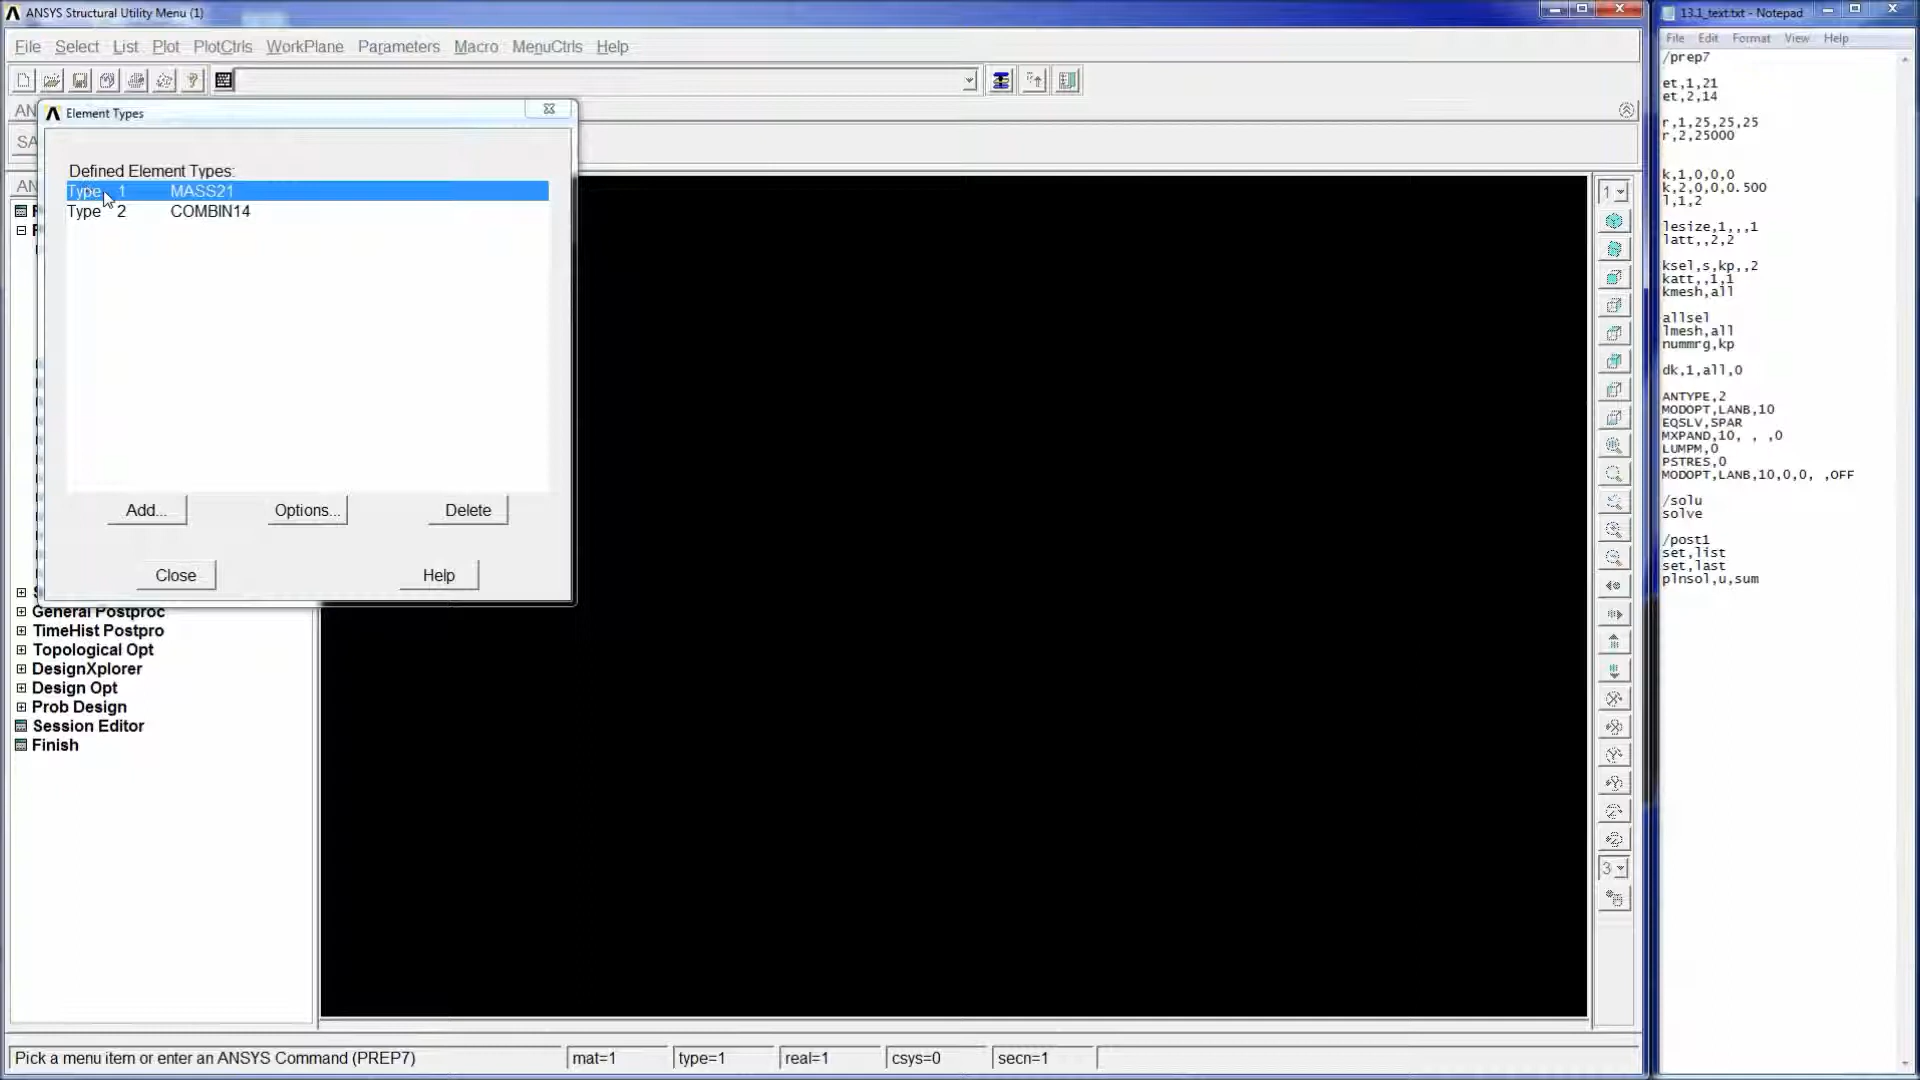 ANSYS Structural Utility Menu (1)
File Select List Plot PlotCtrls WorkPlane Parameters Macro MenuCtrls Help
AN
SA
AN
Element Types
Defined Element Types:
Type 1 MASS21
Type 2 COMBIN14
Add... Options... Delete
Close Help
General Postproc
TimeHist Postpro
Topological Opt
DesignXplorer
Design Opt
Prob Design
Session Editor
Finish
1
3
Pick a menu item or enter an ANSYS Command (PREP7) mat=1 type=1 real=1 csys=0 secn=1
13.1_text.txt - Notepad
File Edit Format View Help
/prep7
et,1,21
et,2,14
r,1,25,25,25
r,2,25000
k,1,0,0,0
k,2,0,0,0.500
l,1,2
lesize,1,,,1
latt,,2,2
ksel,s,kp,,2
katt,,1,1
kmesh,all
allsel
lmesh,all
nummrg,kp
dk,1,all,0
ANTYPE,2
MODOPT,LANB,10
EQSLV,SPAR
MXPAND,10, , ,0
LUMPM,0
PSTRES,0
MODOPT,LANB,10,0,0, ,OFF
/solu
solve
/post1
set,list
set,last
plnsol,u,sum